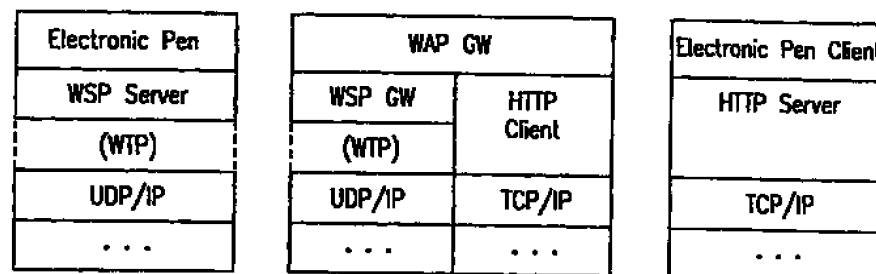 Electronic Pen
WSP Server
(WTP)
UDP/IP
. . .
WAP GW
WSP GW
HTTP
Client
(WTP)
UDP/IP
TCP/IP
. . .
. . .
Electronic Pen Client
HTTP Server
TCP/IP
. . .